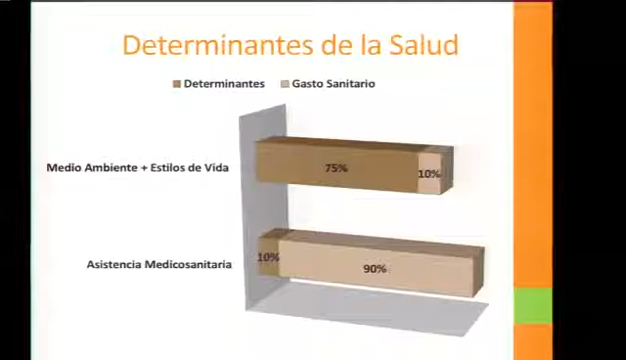 Determinantes de la Salud
Determinantes Gasto Sanitario
Medio Ambiente + Estilos de Vida
75% 10%
Asistencia Medicosanitaria
10% 90%